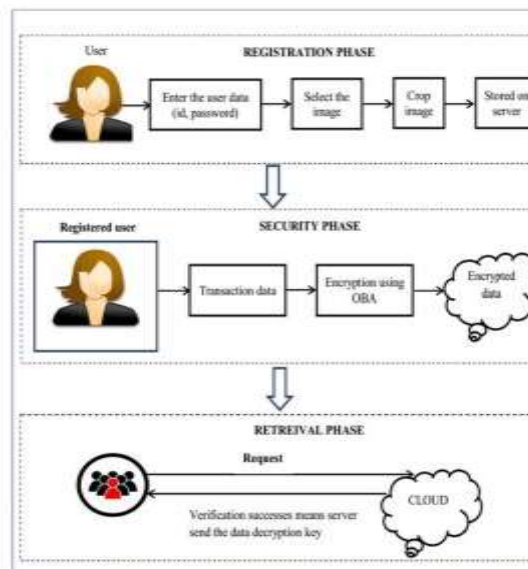 User
REGISTRATION PHASE
Enter the user data
(id, password)
Select the
image
Crop
image
Stored on
server
Registered user
SECURITY PHASE
Transaction data
Encryption using
OBA
Encrypted
data
RETREIVAL PHASE
Request
CLOUD
Verification successes means server
send the data decryption key